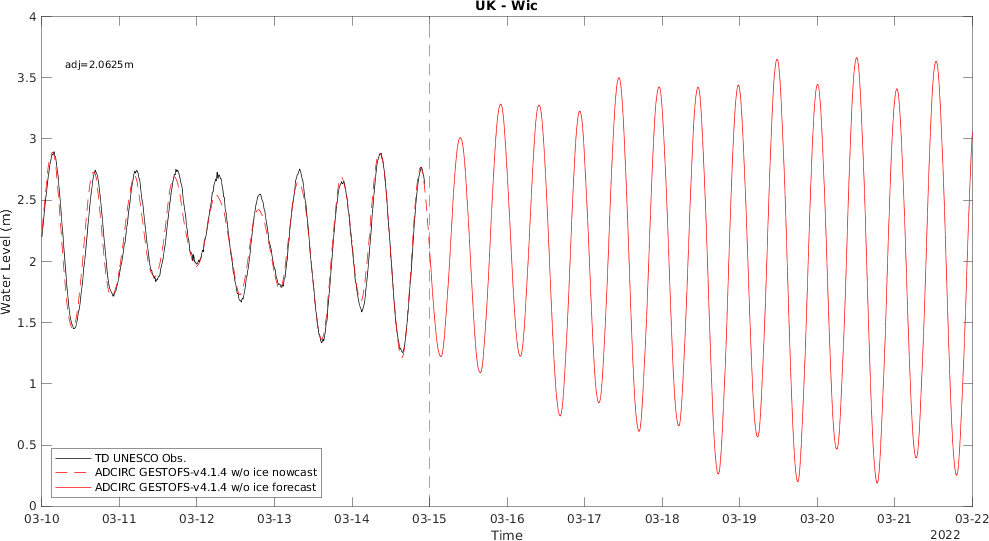 UK - Wic
adj=2.0625m
Water Level (m)
4
3.5
3
2.5
2
1.5
1
0.5
0
TD UNESCO Obs.
ADCIRC GESTOFS-v4.1.4 w/o ice nowcast
ADCIRC GESTOFS-v4.1.4 w/o ice forecast
03-10 03-11 03-12 03-13 03-14 03-15 03-16 03-17 03-18 03-19 03-20 03-21 03-22
Time
2022